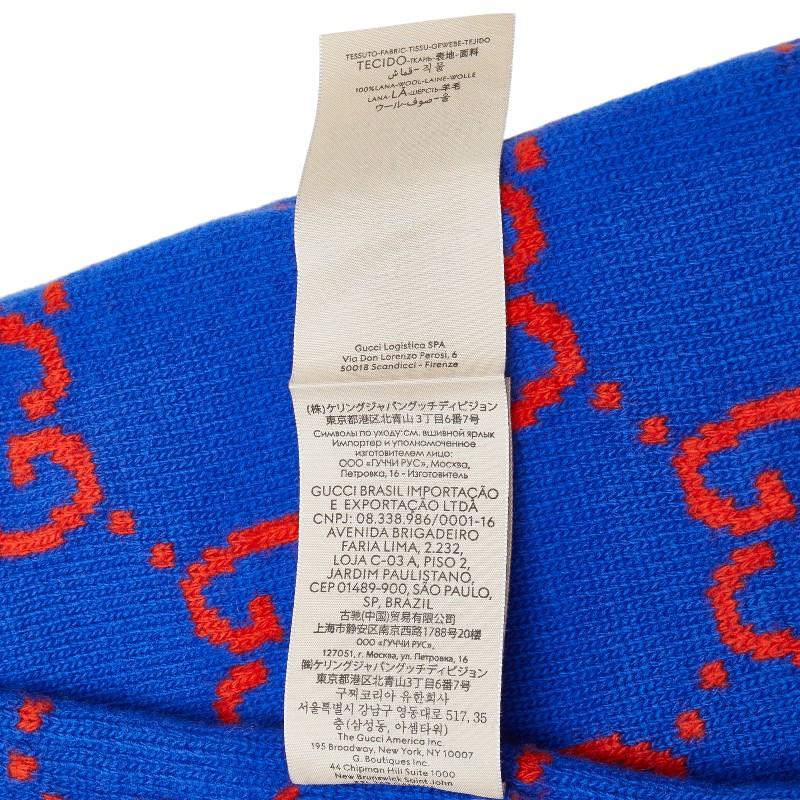 TESSUTO-FABRIC-TISSU-GEWEBE-TEJIDO
TECIDO-ТКАНЬ-表地-面料
قماش-직물
100%LANA-WOOL-LAINE-WOLLE
LANA-LÃ-ШЕРСТЬ-羊毛
ウール-صوف-울
Gucci Logistica SPA
Via Don Lorenzo Perosi, 6
50018 Scandicci - Firenze
(株)ケリングジャパングッチディビジョン
東京都港区北青山3丁目6番7号
Символы по уходу:см. вшивной ярлык
Импортер и уполномоченное
изготовителем лицо:
ООО «ГУЧЧИ РУС», Москва,
Петровка, 16 - Изготовитель
GUCCI BRASIL IMPORTAÇÃO
E EXPORTAÇÃO LTDA
CNPJ: 08.338.986/0001-16
AVENIDA BRIGADEIRO
FARIA LIMA, 2.232,
LOJA C-03 A, PISO 2,
JARDIM PAULISTANO,
CEP 01489-900, SÃO PAULO,
SP, BRAZIL
古驰(中国)贸易有限公司
上海市静安区南京西路1788号20楼
ООО «ГУЧЧИ РУС»,
127051, г. Москва, ул. Петровка, 16
㈱ケリングジャパングッチディビジョン
東京都港区北青山3丁目6番7号
구찌코리아 유한회사
서울특별시 강남구 영동대로 517, 35
층 (삼성동, 아셈타워)
The Gucci America Inc.
195 Broadway, New York, NY 10007
G. Boutiques Inc.
44 Chipman Hill Suite 1000
New Brunswick Saint John